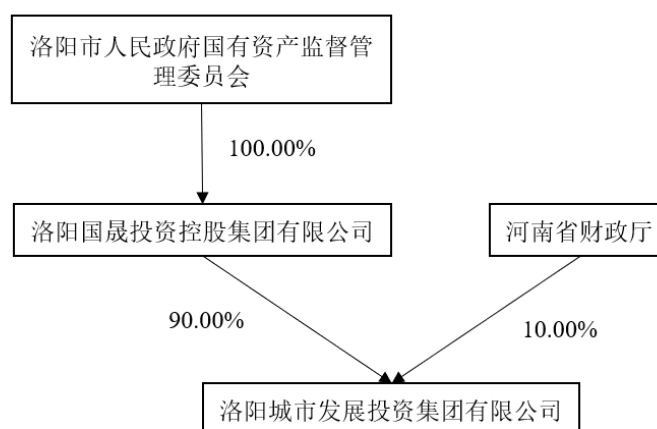 洛阳市人民政府国有资产监督管
理委员会
100.00%
洛阳国晟投资控股集团有限公司
河南省财政厅
90.00%
10.00%
洛阳城市发展投资集团有限公司